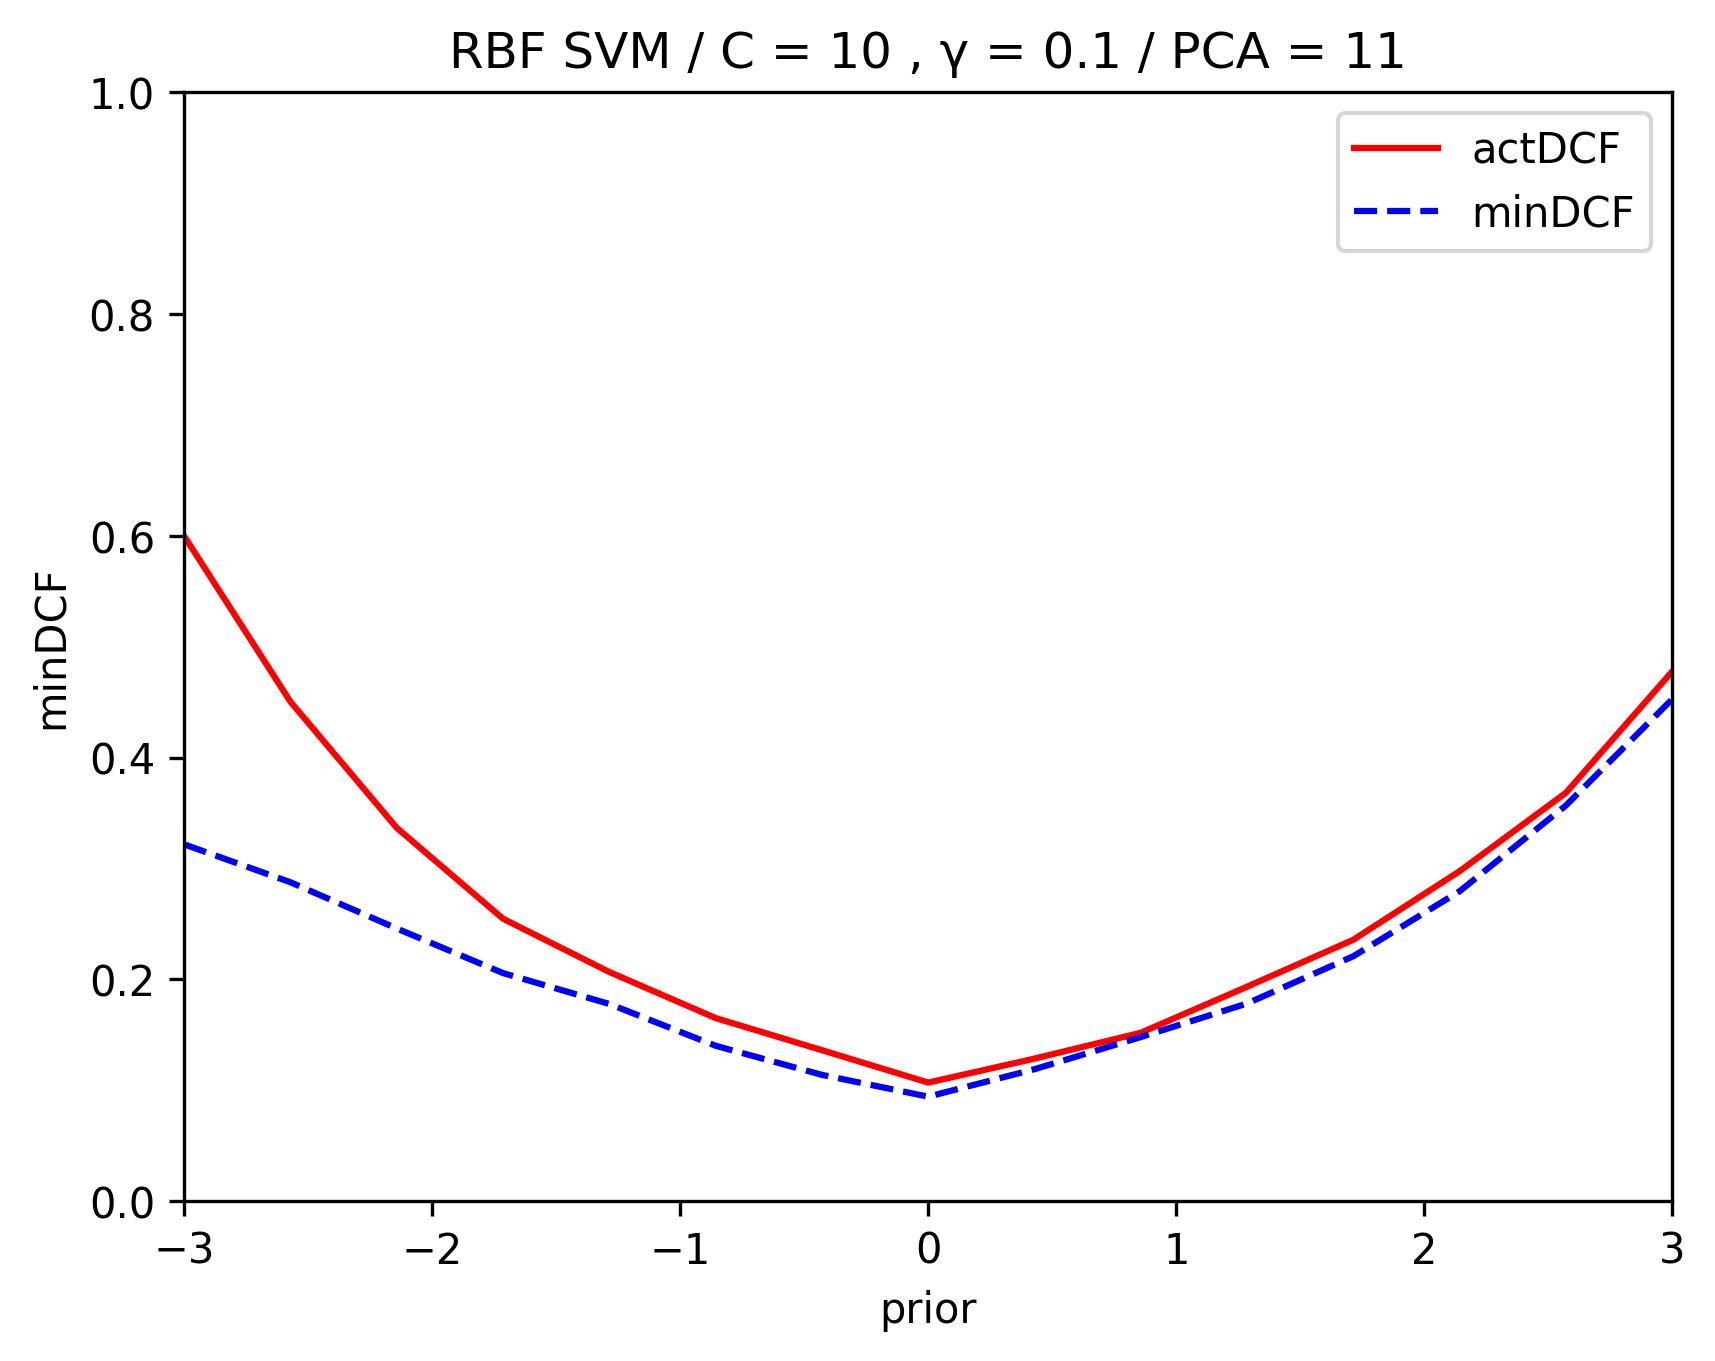 RBF SVM / C = 10 , γ = 0.1 / PCA = 11
1.0
0.8
0.6
0.4
0.2
0.0
minDCF
actDCF
minDCF
−3
−2
−1
0
1
2
3
prior